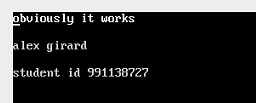 obviously it works
alex girard
student id 991138727